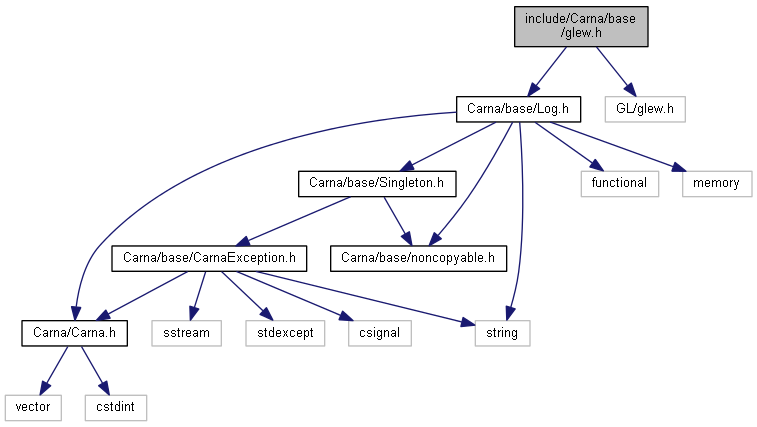 include/Carna/base
/glew.h
Carna/base/Log.h
GL/glew.h
Carna/base/Singleton.h
functional
memory
Carna/base/CarnaException.h
Carna/base/noncopyable.h
Carna/Carna.h
sstream
stdexcept
csignal
string
vector
cstdint